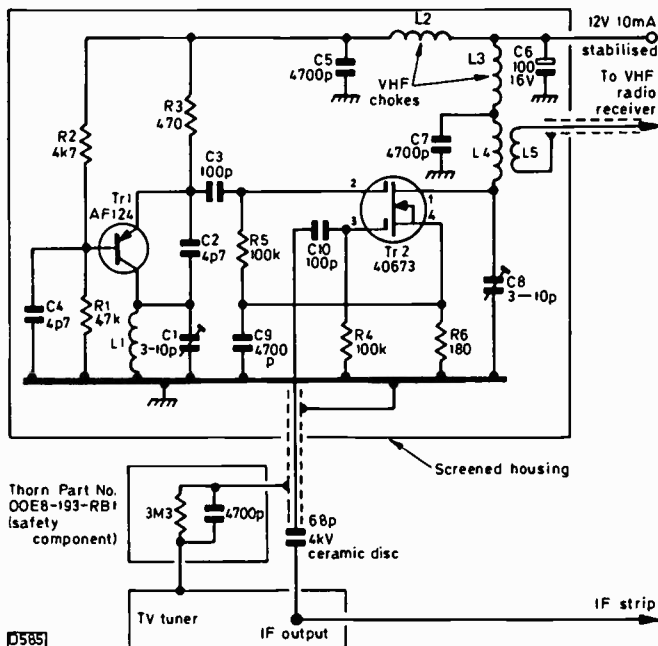 12V 10mA
stabilised
L2
C5
4700p
VHF
chokes
L3
C6
100
16V
To VHF
radio
receiver
R3
470
R2
4k7
C3
100p
C7
4700p
L4
L5
Tr1
AF124
2
1
3
4
Tr2
40673
C2
4p7
R5
100k
C10
100p
C8
3-10p
C4
4p7
R1
47k
L1
C1
3-10p
C9
4700
p
R4
100k
R6
180
Screened housing
Thorn Part No.
00E8-193-RB1
(safety
component)
3M3
4700p
68p
4kV
ceramic disc
TV tuner
IF output
IF strip
D585